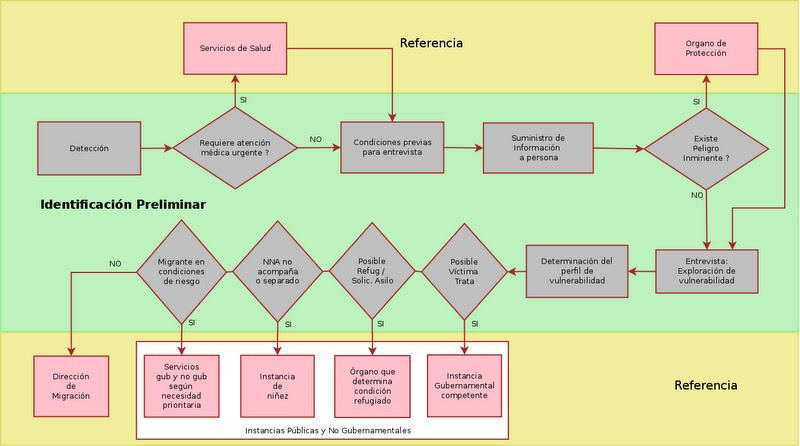 Servicios de Salud
Referencia
Organo de
Protección
SI
SI
Detección
Requiere atención
médica urgente ?
NO
Condiciones previas
para entrevista
Suministro de
Información
a persona
Existe
Peligro
Inminente ?
NO
Identificación Preliminar
NO
Migrante en
condiciones
de riesgo
NNA no
acompaña
o separado
Posible
Refug /
Solic. Asilo
Posible
Víctima
Trata
Determinación del
perfil de
vulnerabilidad
Entrevista:
Exploración de
vulnerabilidad
SI
SI
SI
SI
Dirección
de
Migración
Servicios
gub y no gub
según
necesidad
prioritaria
Instancia
de
niñez
Órgano que
determina
condición
refugiado
Instancia
Gubernamental
competente
Referencia
Instancias Públicas y No Gubernamentales